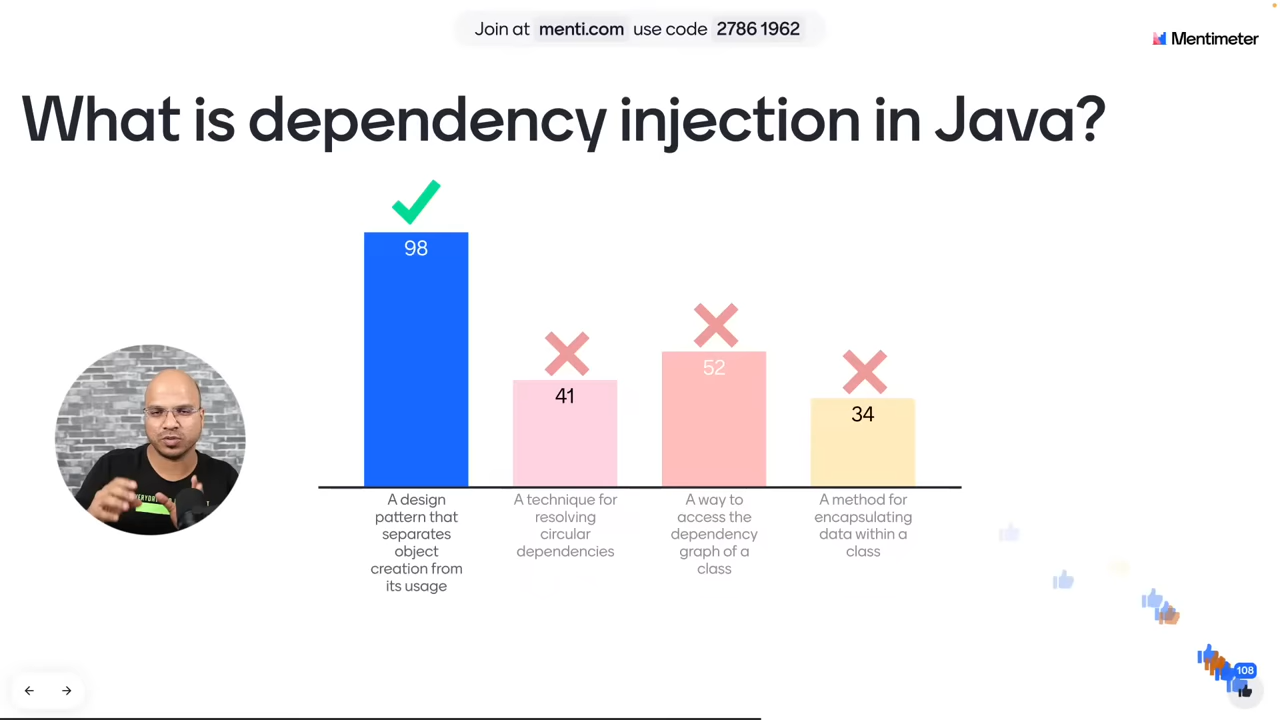 Join at menti.com use code 2786 1962
Mentimeter
What is dependency injection in Java?
98
41
52
34
A design
pattern that
separates
object
creation from
its usage
A technique for
resolving
circular
dependencies
A way to
access the
dependency
graph of a
class
A method for
encapsulating
data within a
class
108